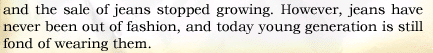 and the sale of jeans stopped growing. However, jeans have
never been out of fashion, and today young generation is still
fond of wearing them.